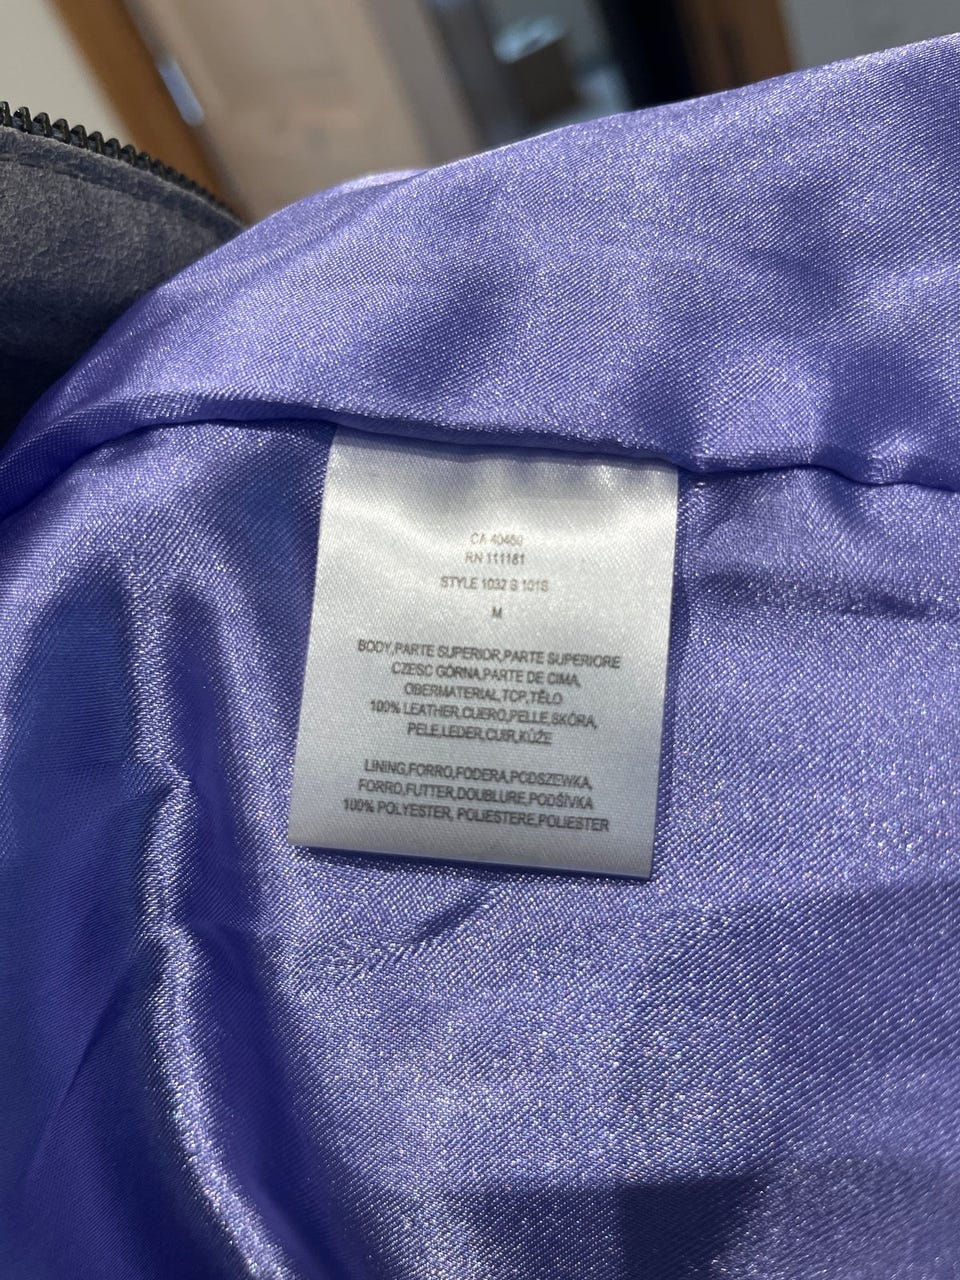 CA 40460
RN 111181
STYLE 1032 S 101S
M
BODY,PARTE SUPERIOR,PARTE SUPERIORE
CZESC GÓRNA,PARTE DE CIMA,
OBERMATERIAL,TCP,TĚLO
100% LEATHER,CUERO,PELLE,SKÓRA,
PELE,LEDER,CUIR,KŮŽE
LINING,FORRO,FODERA,PODSZEWKA,
FORRO,FUTTER,DOUBLURE,PODŠÍVKA
100% POLYESTER, POLIESTERE,POLIESTER